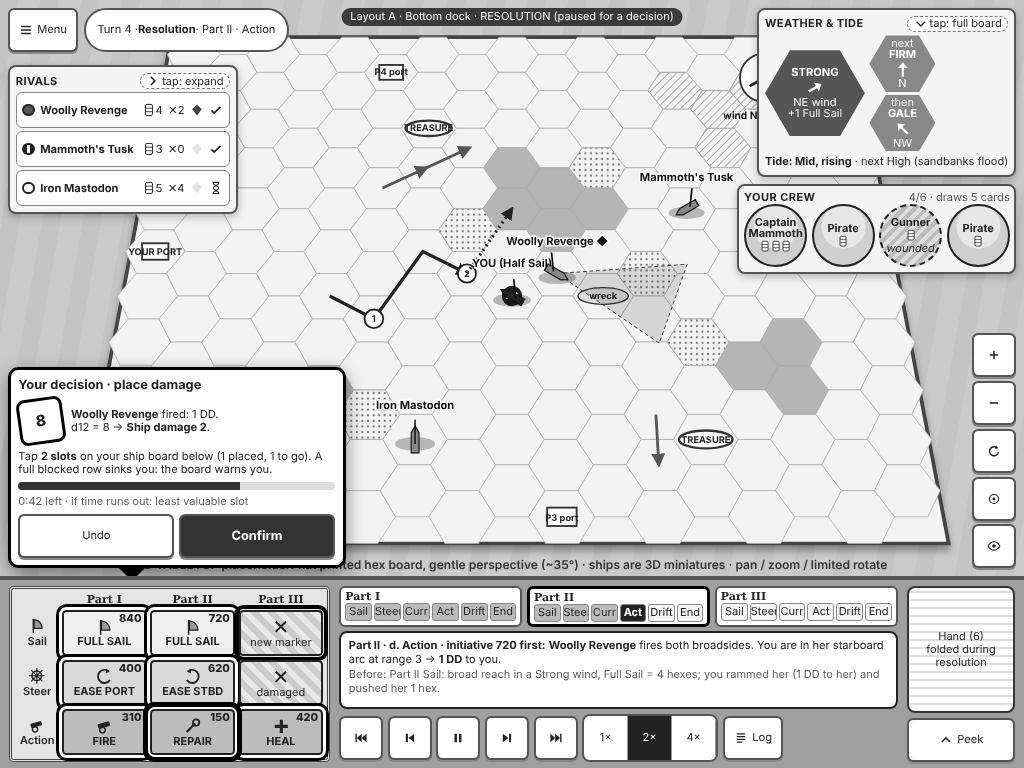 Layout A · Bottom dock · RESOLUTION (paused for a decision)
Menu
Turn 4 · Resolution · Part II · Action
RIVALS
tap: expand
Woolly Revenge 4 ×2
Mammoth's Tusk 3 ×0
Iron Mastodon 5 ×4
WEATHER & TIDE
tap: full board
STRONG
NE wind
+1 Full Sail
next
FIRM
N
then
GALE
NW
Tide: Mid, rising · next High (sandbanks flood)
YOUR CREW
4/6 · draws 5 cards
Captain
Mammoth
Pirate
Gunner
wounded
Pirate
P4 port
TREASURE
wind N
Mammoth's Tusk
YOUR PORT
Woolly Revenge
YOU (Half Sail)
2
wreck
1
Iron Mastodon
TREASURE
P3 port
hex board, gentle perspective (~35°) · ships are 3D miniatures · pan / zoom / limited rotate
Your decision · place damage
8
Woolly Revenge fired: 1 DD.
d12 = 8 → Ship damage 2.
Tap 2 slots on your ship board below (1 placed, 1 to go). A
full blocked row sinks you: the board warns you.
0:42 left · if time runs out: least valuable slot
Undo
Confirm
Part I
Part II
Part III
Sail
840
FULL SAIL
720
FULL SAIL
new marker
Steer
400
EASE PORT
620
EASE STBD
damaged
Action
310
FIRE
150
REPAIR
420
HEAL
Part I
Sail Steer Curr Act Drift End
Part II
Sail Steer Curr Act Drift End
Part III
Sail Steer Curr Act Drift End
Part II · d. Action · initiative 720 first: Woolly Revenge fires both broadsides. You are in her starboard
arc at range 3 → 1 DD to you.
Before: Part II Sail: broad reach in a Strong wind, Full Sail = 4 hexes; you rammed her (1 DD to her) and
pushed her 1 hex.
1×
2×
4×
Log
Hand (6)
folded during
resolution
Peek